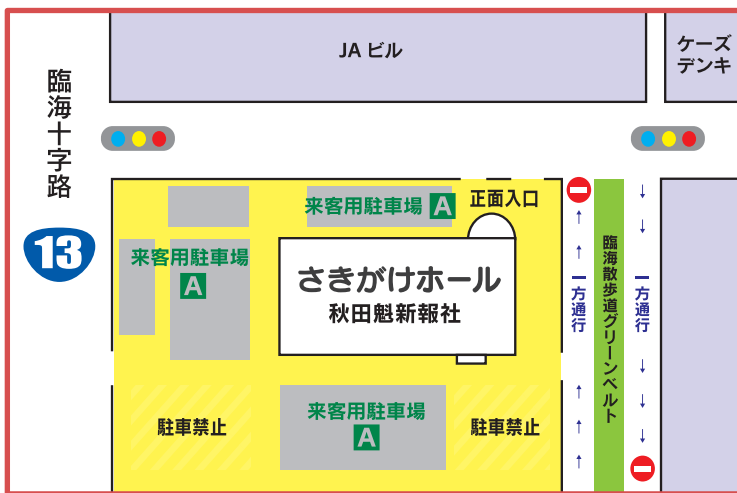 JAビル
ケーズ
デンキ
臨海十字路
13
来客用駐車場 A
正面入口
来客用駐車場
A
さきがけホール
秋田魁新報社
一方通行
臨海散歩道グリーンベルト
一方通行
来客用駐車場
A
駐車禁止
駐車禁止